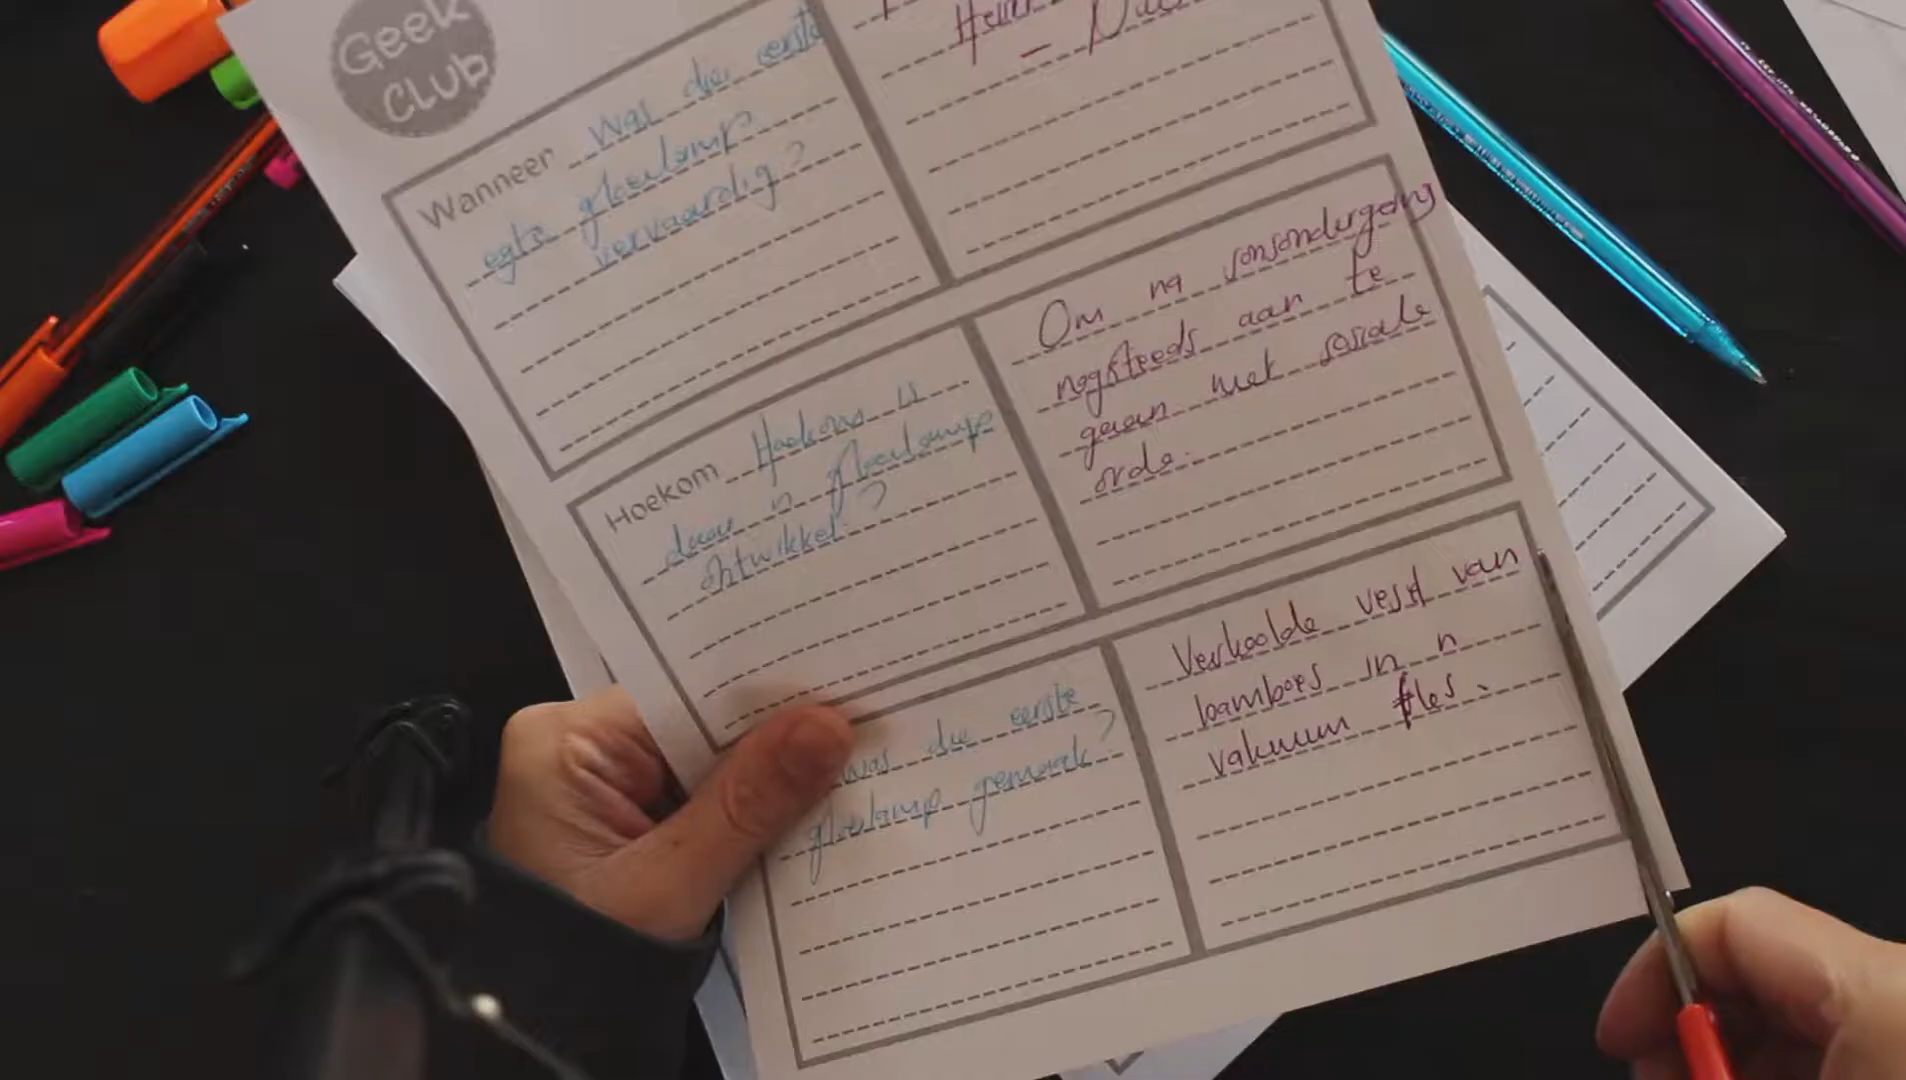 Geek
CLUB
Wanneer was die eerste
egte gloeilamp
vervaardig?
Hoekom Hoekom is
daar 'n gloeilamp
ontwikkel?
Om na sonsondergang
nogsteeds aan te
gaan met sosiale
orde.
was die eerste
gloeilamp gemaak?
Verkoolde vesel van
bamboes in 'n
vakuum fles.